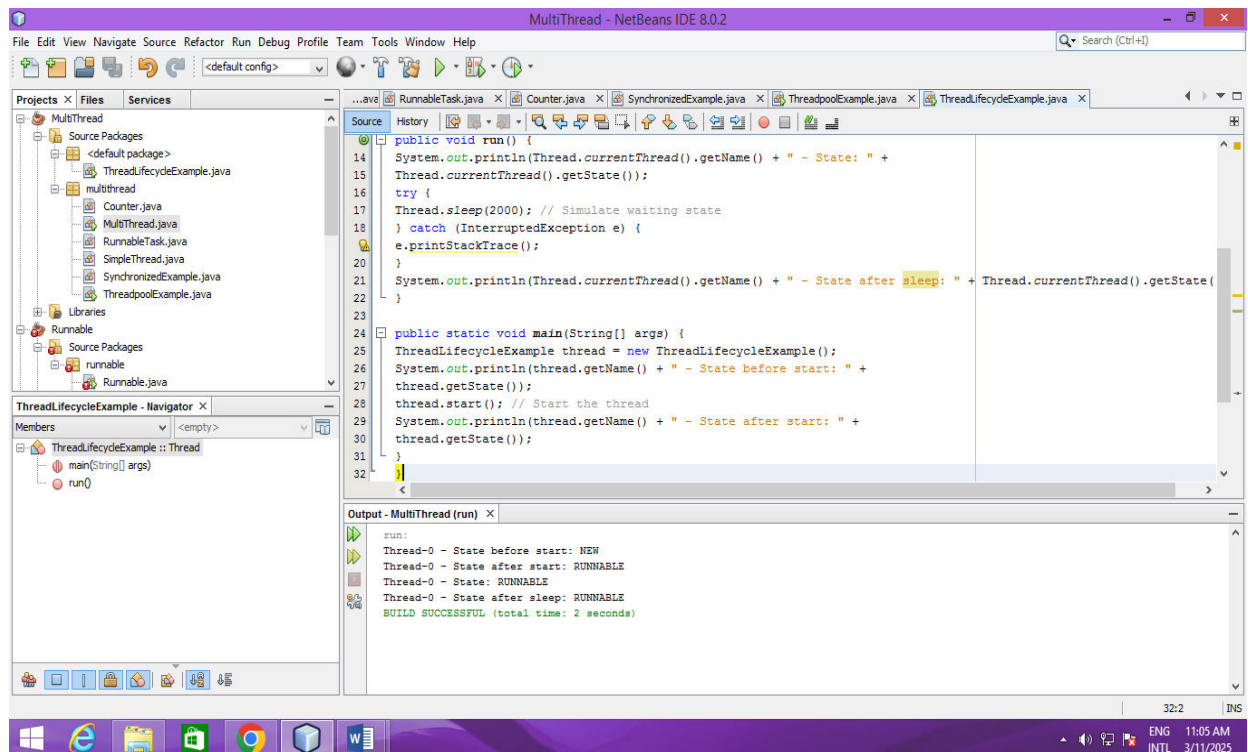 MultiThread - NetBeans IDE 8.0.2
File Edit View Navigate Source Refactor Run Debug Profile Team Tools Window Help
Search (Ctrl+I)
<default config>
Projects Files Services
MultiThread
Source Packages
<default package>
ThreadLifecycleExample.java
multithread
Counter.java
MultiThread.java
RunnableTask.java
SimpleThread.java
SynchronizedExample.java
ThreadpoolExample.java
Libraries
Runnable
Source Packages
runnable
Runnable.java
ThreadLifecycleExample - Navigator
Members <empty>
ThreadLifecycleExample :: Thread
main(String[] args)
run()
...ava RunnableTask.java Counter.java SynchronizedExample.java ThreadpoolExample.java ThreadLifecycleExample.java
Source History
public void run() {
14 System.out.println(Thread.currentThread().getName() + " - State: " +
15 Thread.currentThread().getState());
16 try {
17 Thread.sleep(2000); // Simulate waiting state
18 } catch (InterruptedException e) {
e.printStackTrace();
20 }
21 System.out.println(Thread.currentThread().getName() + " - State after sleep: " + Thread.currentThread().getState(
22 }
23
24 public static void main(String[] args) {
25 ThreadLifecycleExample thread = new ThreadLifecycleExample();
26 System.out.println(thread.getName() + " - State before start: " +
27 thread.getState());
28 thread.start(); // Start the thread
29 System.out.println(thread.getName() + " - State after start: " +
30 thread.getState());
31 }
32 }
Output - MultiThread (run)
run:
Thread-0 - State before start: NEW
Thread-0 - State after start: RUNNABLE
Thread-0 - State: RUNNABLE
Thread-0 - State after sleep: RUNNABLE
BUILD SUCCESSFUL (total time: 2 seconds)
32:2 INS
ENG 11:05 AM
INTL 3/11/2025